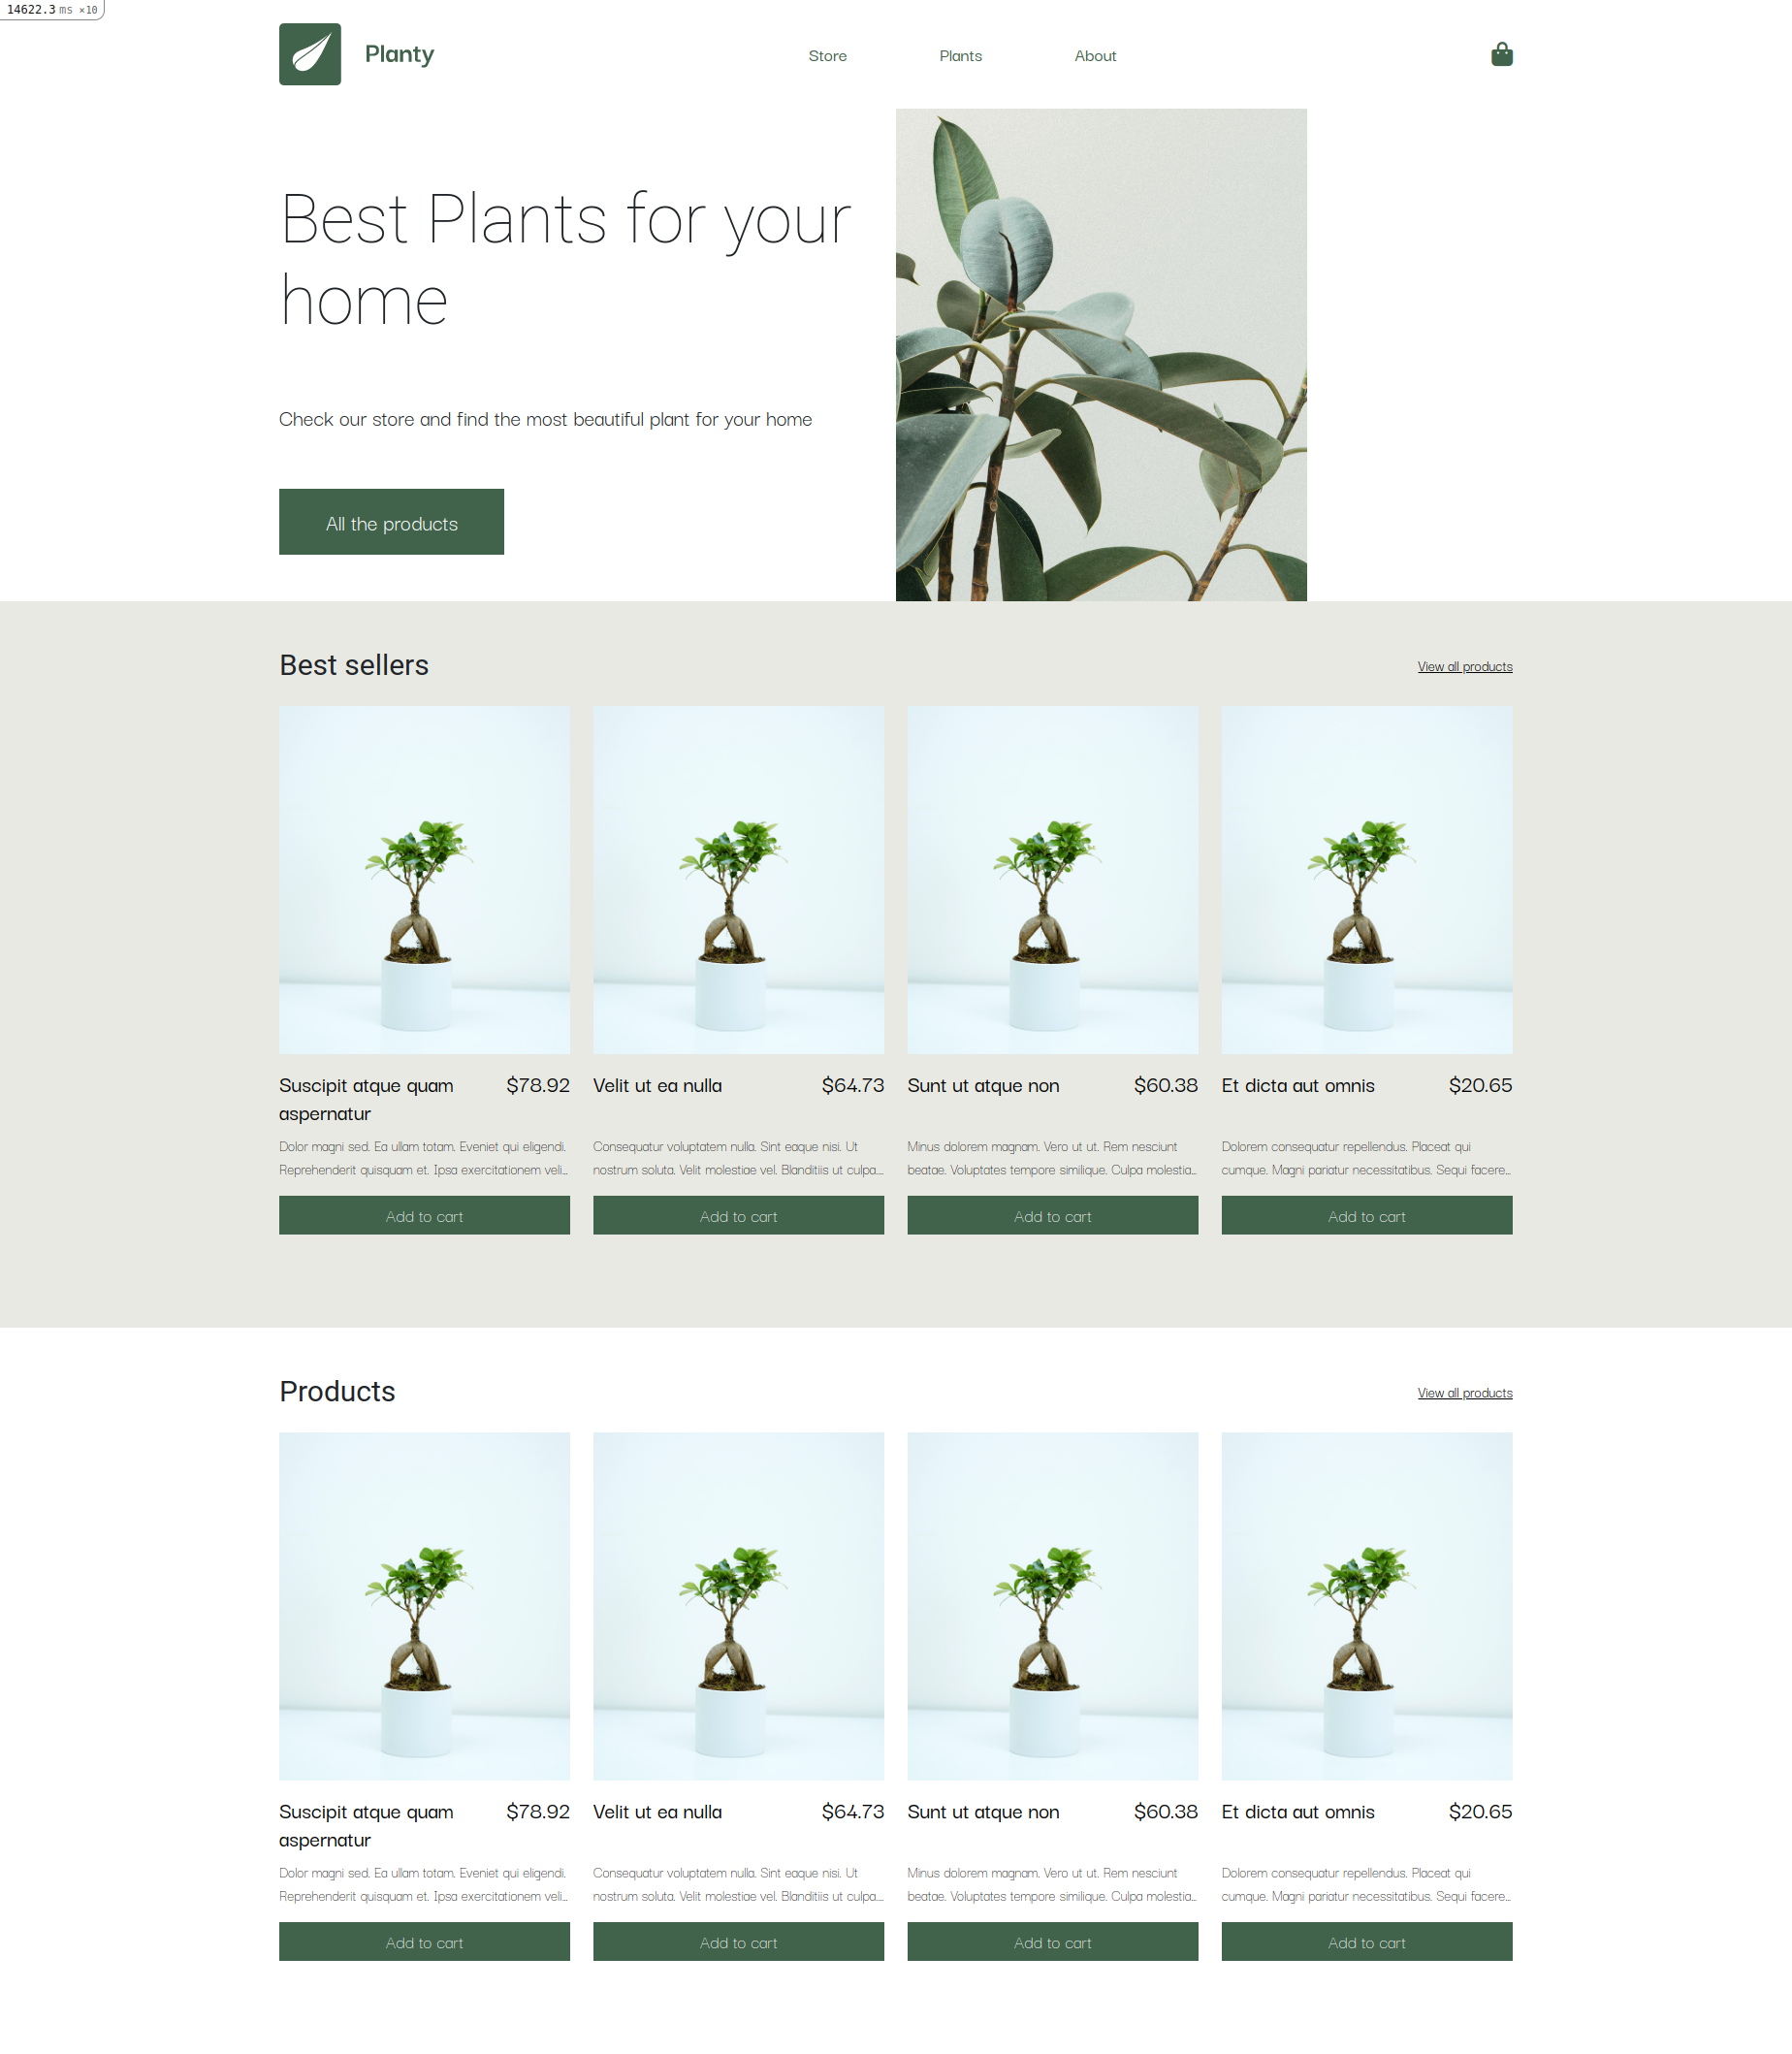 14622.3 ms ×10
Planty
Store
Plants
About
Best Plants for your
home
Check our store and find the most beautiful plant for your home
All the products
Best sellers
View all products
Suscipit atque quam
aspernatur
$78.92
Dolor magni sed. Ea ullam totam. Eveniet qui eligendi.
Reprehenderit quisquam et. Ipsa exercitationem veli...
Add to cart
Velit ut ea nulla
$64.73
Consequatur voluptatem nulla. Sint eaque nisi. Ut
nostrum soluta. Velit molestiae vel. Blanditiis ut culpa....
Add to cart
Sunt ut atque non
$60.38
Minus dolorem magnam. Vero ut ut. Rem nesciunt
beatae. Voluptates tempore similique. Culpa molestia...
Add to cart
Et dicta aut omnis
$20.65
Dolorem consequatur repellendus. Placeat qui
cumque. Magni pariatur necessitatibus. Sequi facere...
Add to cart
Products
View all products
Suscipit atque quam
aspernatur
$78.92
Dolor magni sed. Ea ullam totam. Eveniet qui eligendi.
Reprehenderit quisquam et. Ipsa exercitationem veli...
Add to cart
Velit ut ea nulla
$64.73
Consequatur voluptatem nulla. Sint eaque nisi. Ut
nostrum soluta. Velit molestiae vel. Blanditiis ut culpa....
Add to cart
Sunt ut atque non
$60.38
Minus dolorem magnam. Vero ut ut. Rem nesciunt
beatae. Voluptates tempore similique. Culpa molestia...
Add to cart
Et dicta aut omnis
$20.65
Dolorem consequatur repellendus. Placeat qui
cumque. Magni pariatur necessitatibus. Sequi facere...
Add to cart